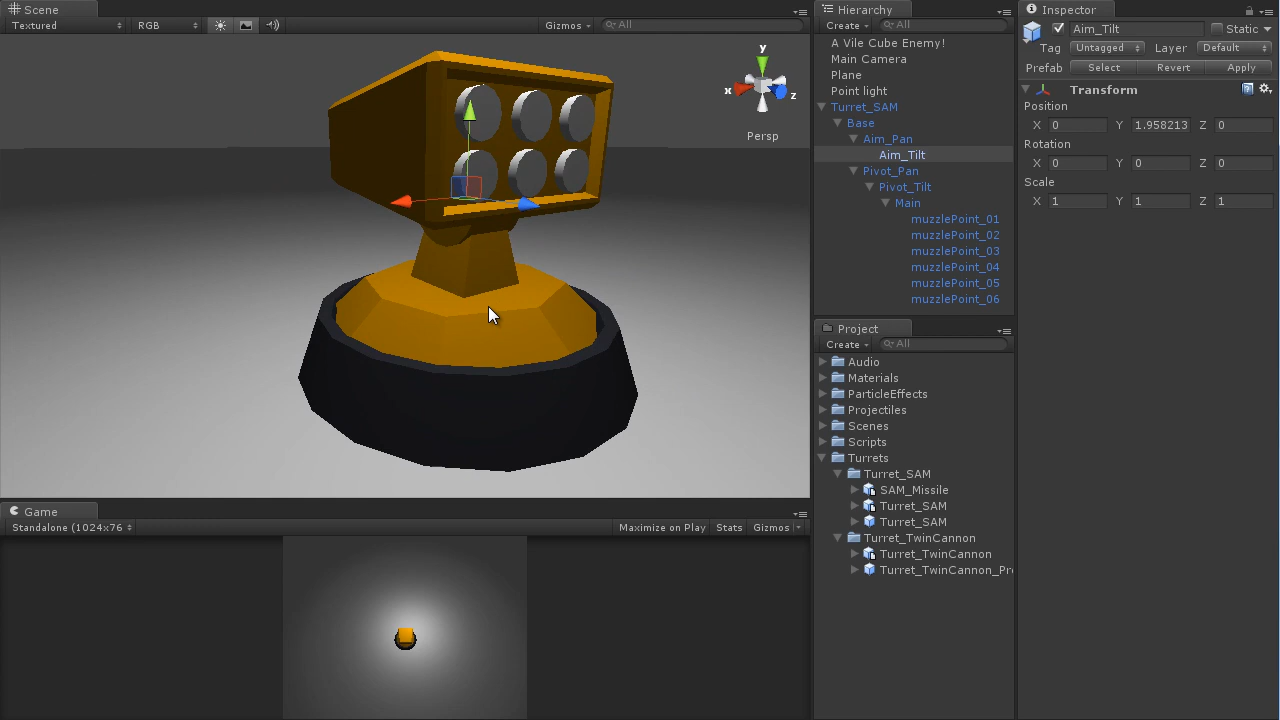 Scene
Textured RGB Gizmos All
y
x
z
Persp
Game
Standalone (1024x76 Maximize on Play Stats Gizmos
Hierarchy
Create All
A Vile Cube Enemy!
Main Camera
Plane
Point light
Turret_SAM
Base
Aim_Pan
Aim_Tilt
Pivot_Pan
Pivot_Tilt
Main
muzzlePoint_01
muzzlePoint_02
muzzlePoint_03
muzzlePoint_04
muzzlePoint_05
muzzlePoint_06
Project
Create All
Audio
Materials
ParticleEffects
Projectiles
Scenes
Scripts
Turrets
Turret_SAM
SAM_Missile
Turret_SAM
Turret_SAM
Turret_TwinCannon
Turret_TwinCannon
Turret_TwinCannon_Pr
Inspector
Aim_Tilt Static
Tag Untagged Layer Default
Prefab Select Revert Apply
Transform
Position
X 0 Y 1.958213 Z 0
Rotation
X 0 Y 0 Z 0
Scale
X 1 Y 1 Z 1